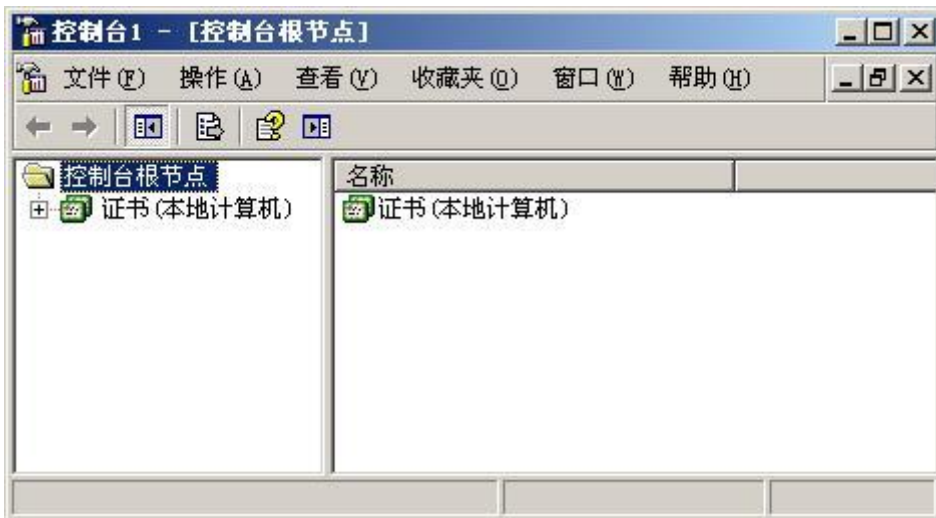 控制台1 - [控制台根节点]
文件(F) 操作(A) 查看(V) 收藏夹(O) 窗口(W) 帮助(H)
控制台根节点
证书(本地计算机)
名称
证书(本地计算机)